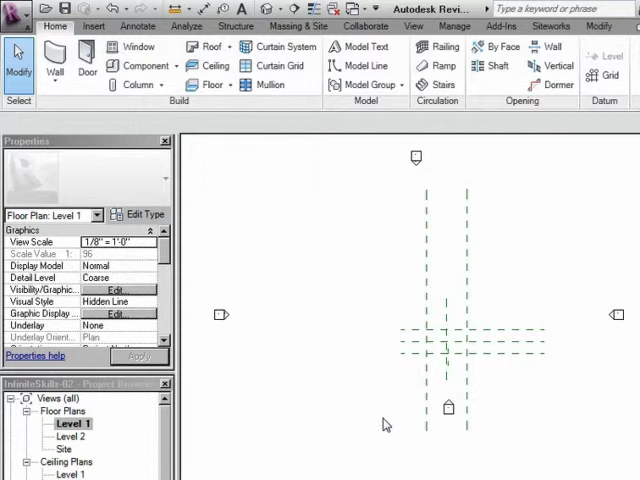 Autodesk Revi...
Type a keyword or phrase
Home Insert Annotate Analyze Structure Massing & Site Collaborate View Manage Add-Ins Siteworks Modify
Modify
Wall
Door
Window
Component
Column
Roof
Ceiling
Floor
Curtain System
Curtain Grid
Mullion
Model Text
Model Line
Model Group
Railing
Ramp
Stairs
By Face
Shaft
Wall
Vertical
Dormer
Level
Grid
Select Build Model Circulation Opening Datum
Properties
Floor Plan: Level 1
Edit Type
Graphics
View Scale 1/8" = 1'-0"
Scale Value 1: 96
Display Model Normal
Detail Level Coarse
Visibility/Graphic... Edit...
Visual Style Hidden Line
Graphic Display ... Edit...
Underlay None
Underlay Orien... Plan
Properties help
Apply
InfiniteSkills-02 - Project Browser
Views (all)
Floor Plans
Level 1
Level 2
Site
Ceiling Plans
Level 1